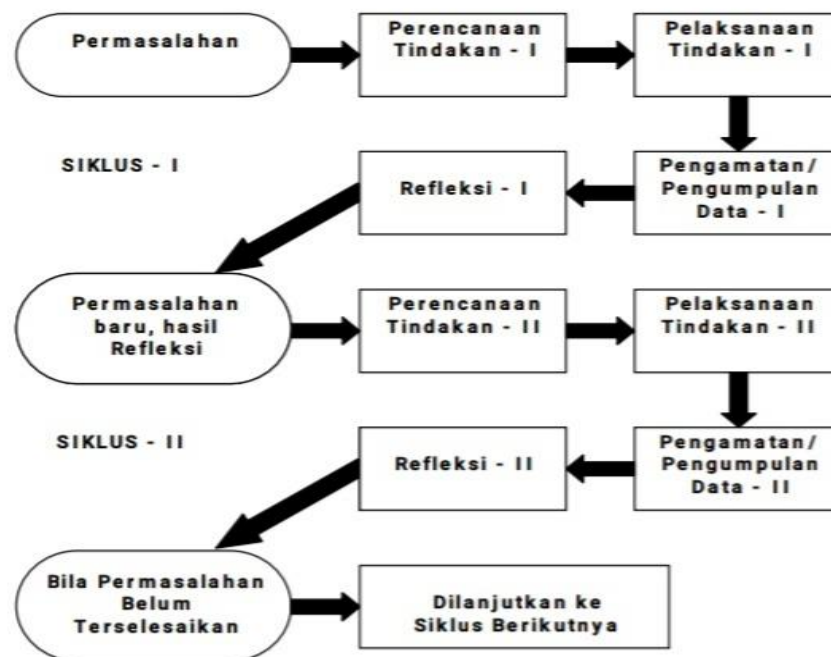 Permasalahan
Perencanaan
Tindakan - I
Pelaksanaan
Tindakan - I
SIKLUS - I
Refleksi - I
Pengamatan/
Pengumpulan
Data - I
Permasalahan
baru, hasil
Refleksi
Perencanaan
Tindakan - II
Pelaksanaan
Tindakan - II
SIKLUS - II
Refleksi - II
Pengamatan/
Pengumpulan
Data - II
Bila Permasalahan
Belum
Terselesaikan
Dilanjutkan ke
Siklus Berikutnya